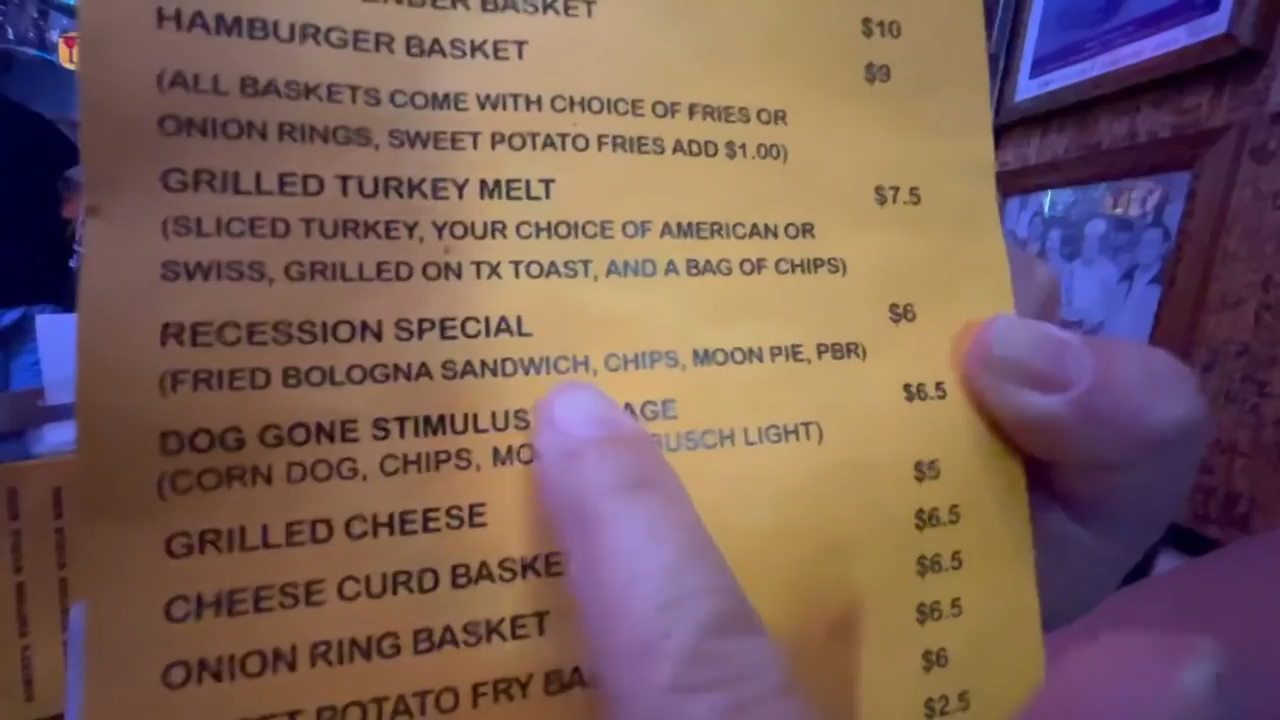 BASKET
HAMBURGER BASKET $10
$9
(ALL BASKETS COME WITH CHOICE OF FRIES OR
ONION RINGS, SWEET POTATO FRIES ADD $1.00)
GRILLED TURKEY MELT $7.5
(SLICED TURKEY, YOUR CHOICE OF AMERICAN OR
SWISS, GRILLED ON TX TOAST, AND A BAG OF CHIPS)
RECESSION SPECIAL $6
(FRIED BOLOGNA SANDWICH, CHIPS, MOON PIE, PBR)
DOG GONE STIMULUS $6.5
(CORN DOG, CHIPS, BUSCH LIGHT)
GRILLED CHEESE $5
CHEESE CURD $6.5
ONION RING BASKET $6.5
POTATO FRY $6.5
$6
$2.5